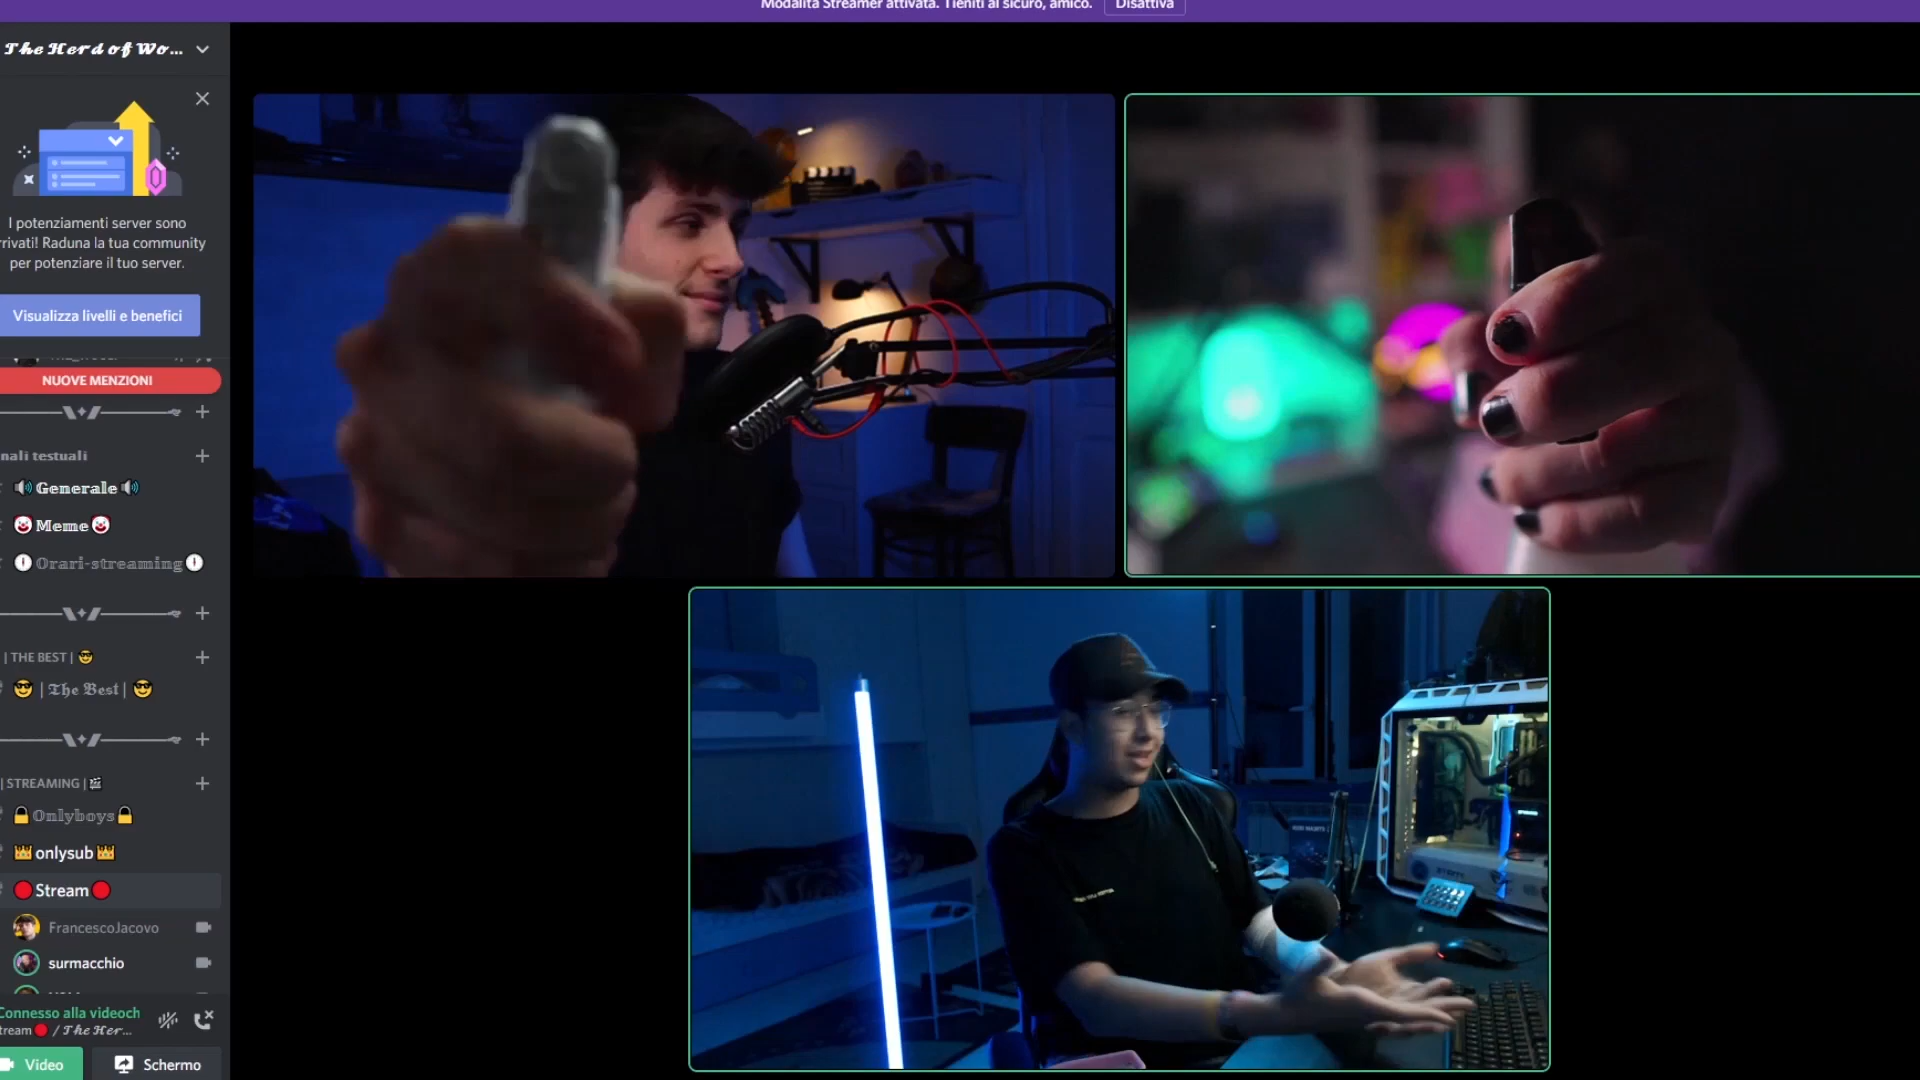 Modalità Streamer attivata. Tieniti al sicuro, amico. Disattiva
𝓣𝓱𝓮 𝓗𝓮𝓻𝓭 𝓸𝓯 𝓦𝓸...
I potenziamenti server sono
rrivati! Raduna la tua community
per potenziare il tuo server.
Visualizza livelli e benefici
NUOVE MENZIONI
nali testuali
🔊Generale🔊
🤡Meme🤡
🕛Orari-streaming🕛
| THE BEST | 😎
😎 | 𝕿𝖍𝖊 𝕭𝖊𝖘𝖙 | 😎
| STREAMING | 🎬
🔒Onlyboys🔒
👑onlysub👑
🔴Stream🔴
FrancescoJacovo
surmacchio
Connesso alla videoch
tream🔴 / 𝓣𝓱𝓮 𝓗𝓮𝓻...
Video
Schermo